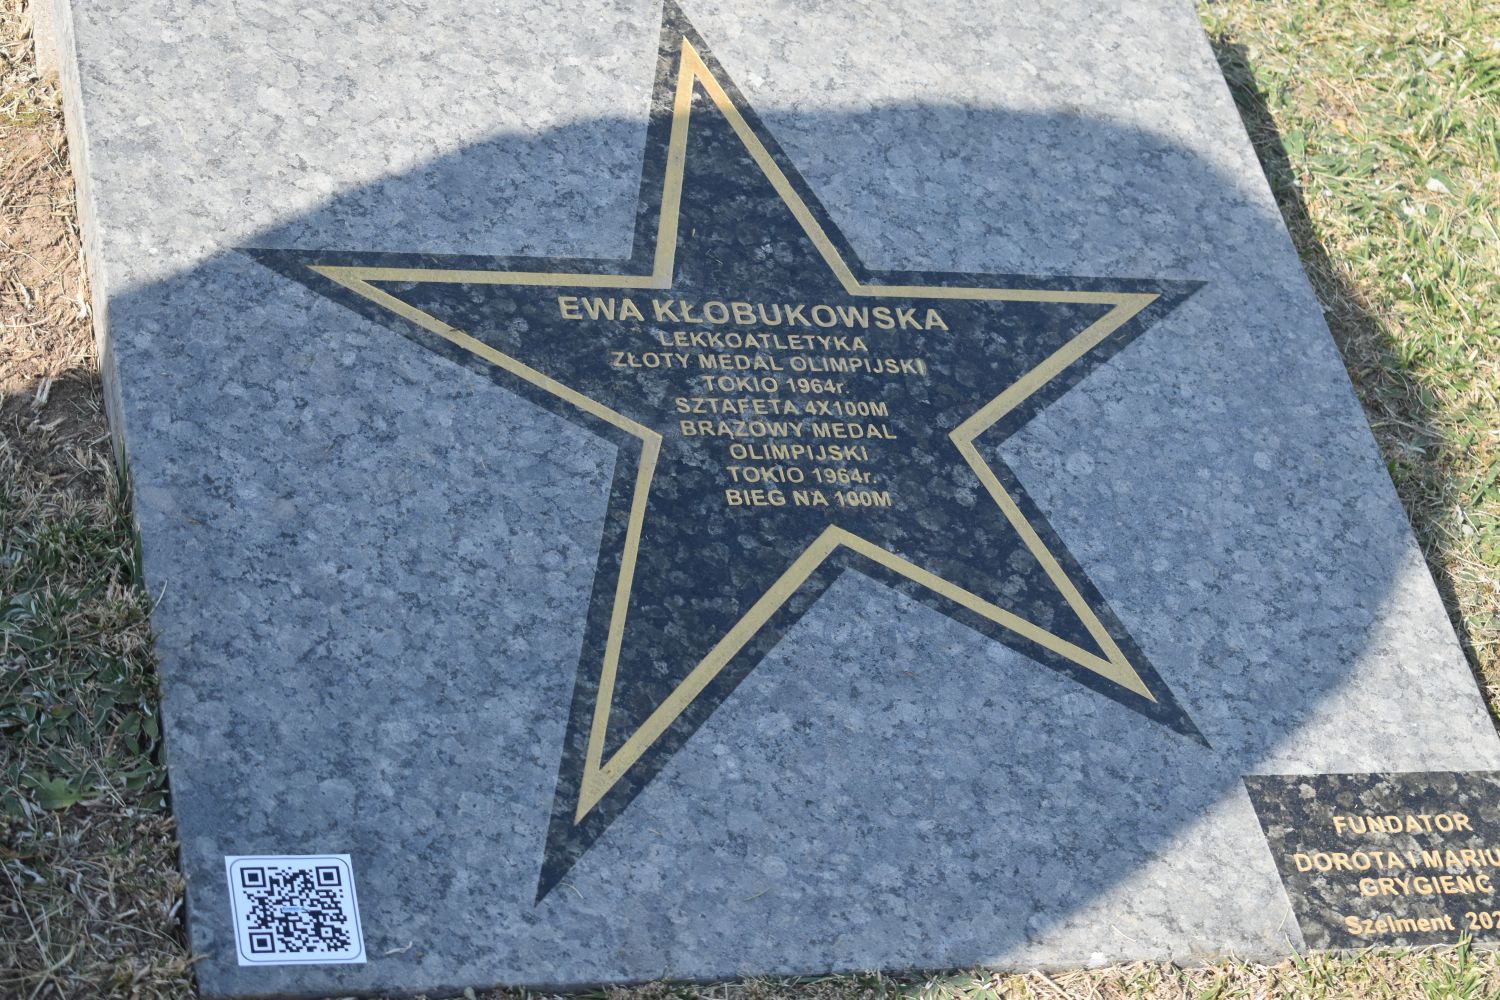 EWA KŁOBUKOWSKA
LEKKOATLETYKA
ZŁOTY MEDAL OLIMPIJSKI
TOKIO 1964r.
SZTAFETA 4X100M
BRĄZOWY MEDAL
OLIMPIJSKI
TOKIO 1964r.
BIEG NA 100M
FUNDATOR
DOROTA I
GRYGIENĆ
Szelment